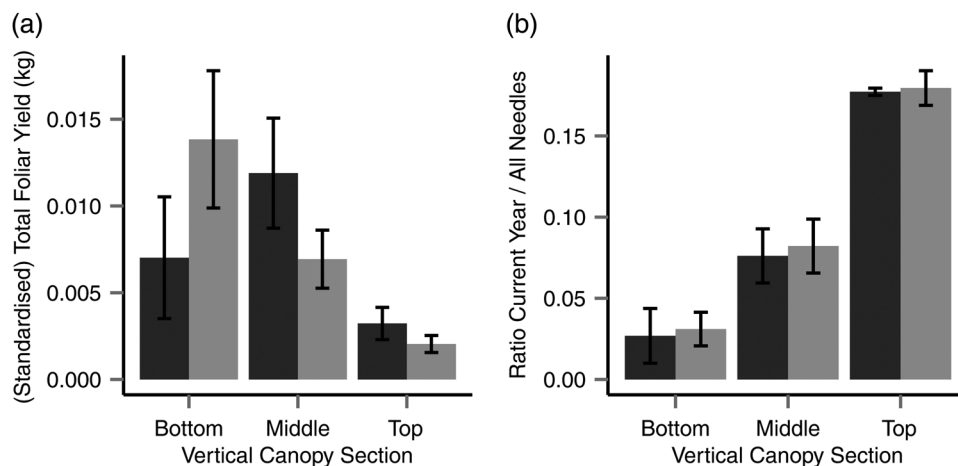 (a)
(Standardised) Total Foliar Yield (kg)
0.015
0.010
0.005
0.000
Bottom Middle Top
Vertical Canopy Section
(b)
Ratio Current Year / All Needles
0.15
0.10
0.05
0.00
Bottom Middle Top
Vertical Canopy Section